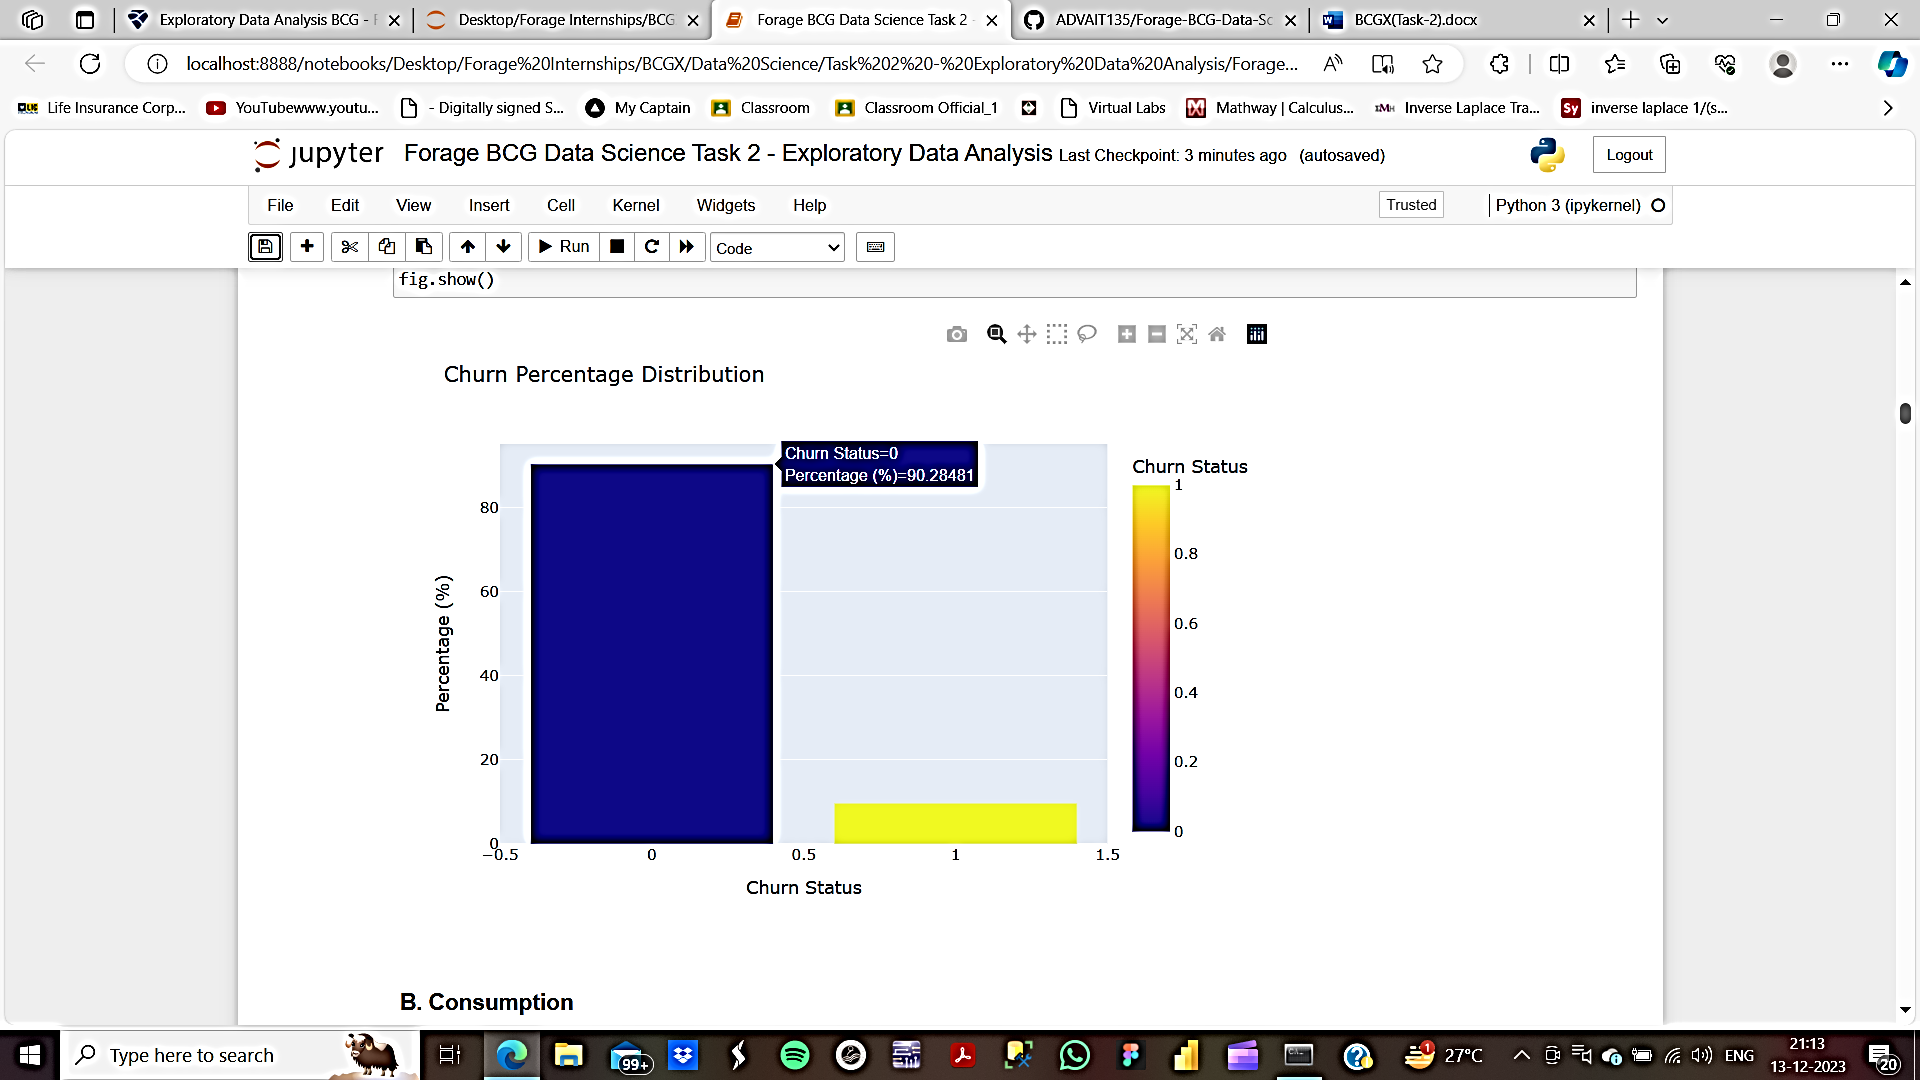 Exploratory Data Analysis BCG - F
Desktop/Forage Internships/BCG
Forage BCG Data Science Task 2 -
ADVAIT135/Forage-BCG-Data-Sc
BCGX(Task-2).docx
localhost:8888/notebooks/Desktop/Forage%20Internships/BCGX/Data%20Science/Task%202%20-%20Exploratory%20Data%20Analysis/Forage...
Life Insurance Corp...
YouTubewww.youtu...
- Digitally signed S...
My Captain
Classroom
Classroom Official_1
Virtual Labs
Mathway | Calculus...
Inverse Laplace Tra...
Sy
inverse laplace 1/(s...
jupyter
Forage BCG Data Science Task 2 - Exploratory Data Analysis
Last Checkpoint: 3 minutes ago (autosaved)
Logout
File
Edit
View
Insert
Cell
Kernel
Widgets
Help
Trusted
Python 3 (ipykernel)
Run
Code
fig.show()
Churn Percentage Distribution
Churn Status=0
Percentage (%)=90.28481
Percentage (%)
80
60
40
20
0
−0.5
0
0.5
1
1.5
Churn Status
Churn Status
1
0.8
0.6
0.4
0.2
0
B. Consumption
Type here to search
99+
1
27°C
ENG
21:13
13-12-2023
20